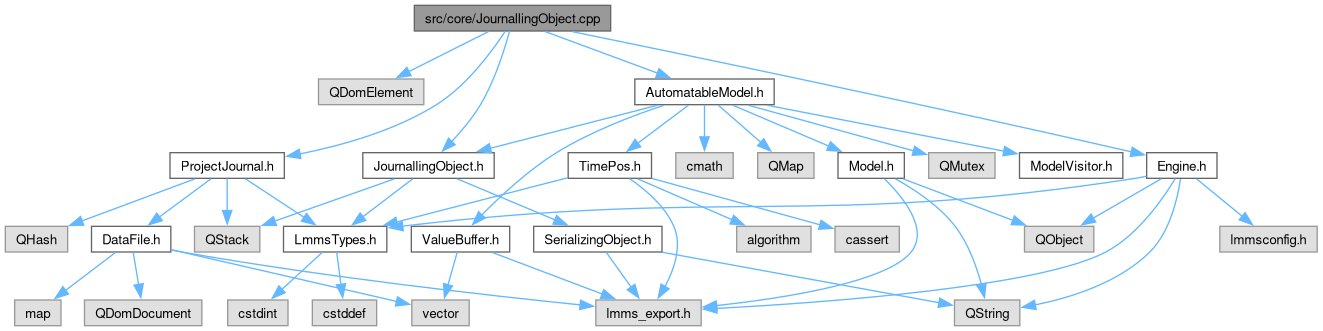 src/core/JournallingObject.cpp
QDomElement
AutomatableModel.h
ProjectJournal.h
JournallingObject.h
TimePos.h
cmath
QMap
Model.h
QMutex
ModelVisitor.h
Engine.h
QHash
DataFile.h
QStack
LmmsTypes.h
ValueBuffer.h
SerializingObject.h
algorithm
cassert
QObject
lmmsconfig.h
map
QDomDocument
cstdint
cstddef
vector
lmms_export.h
QString